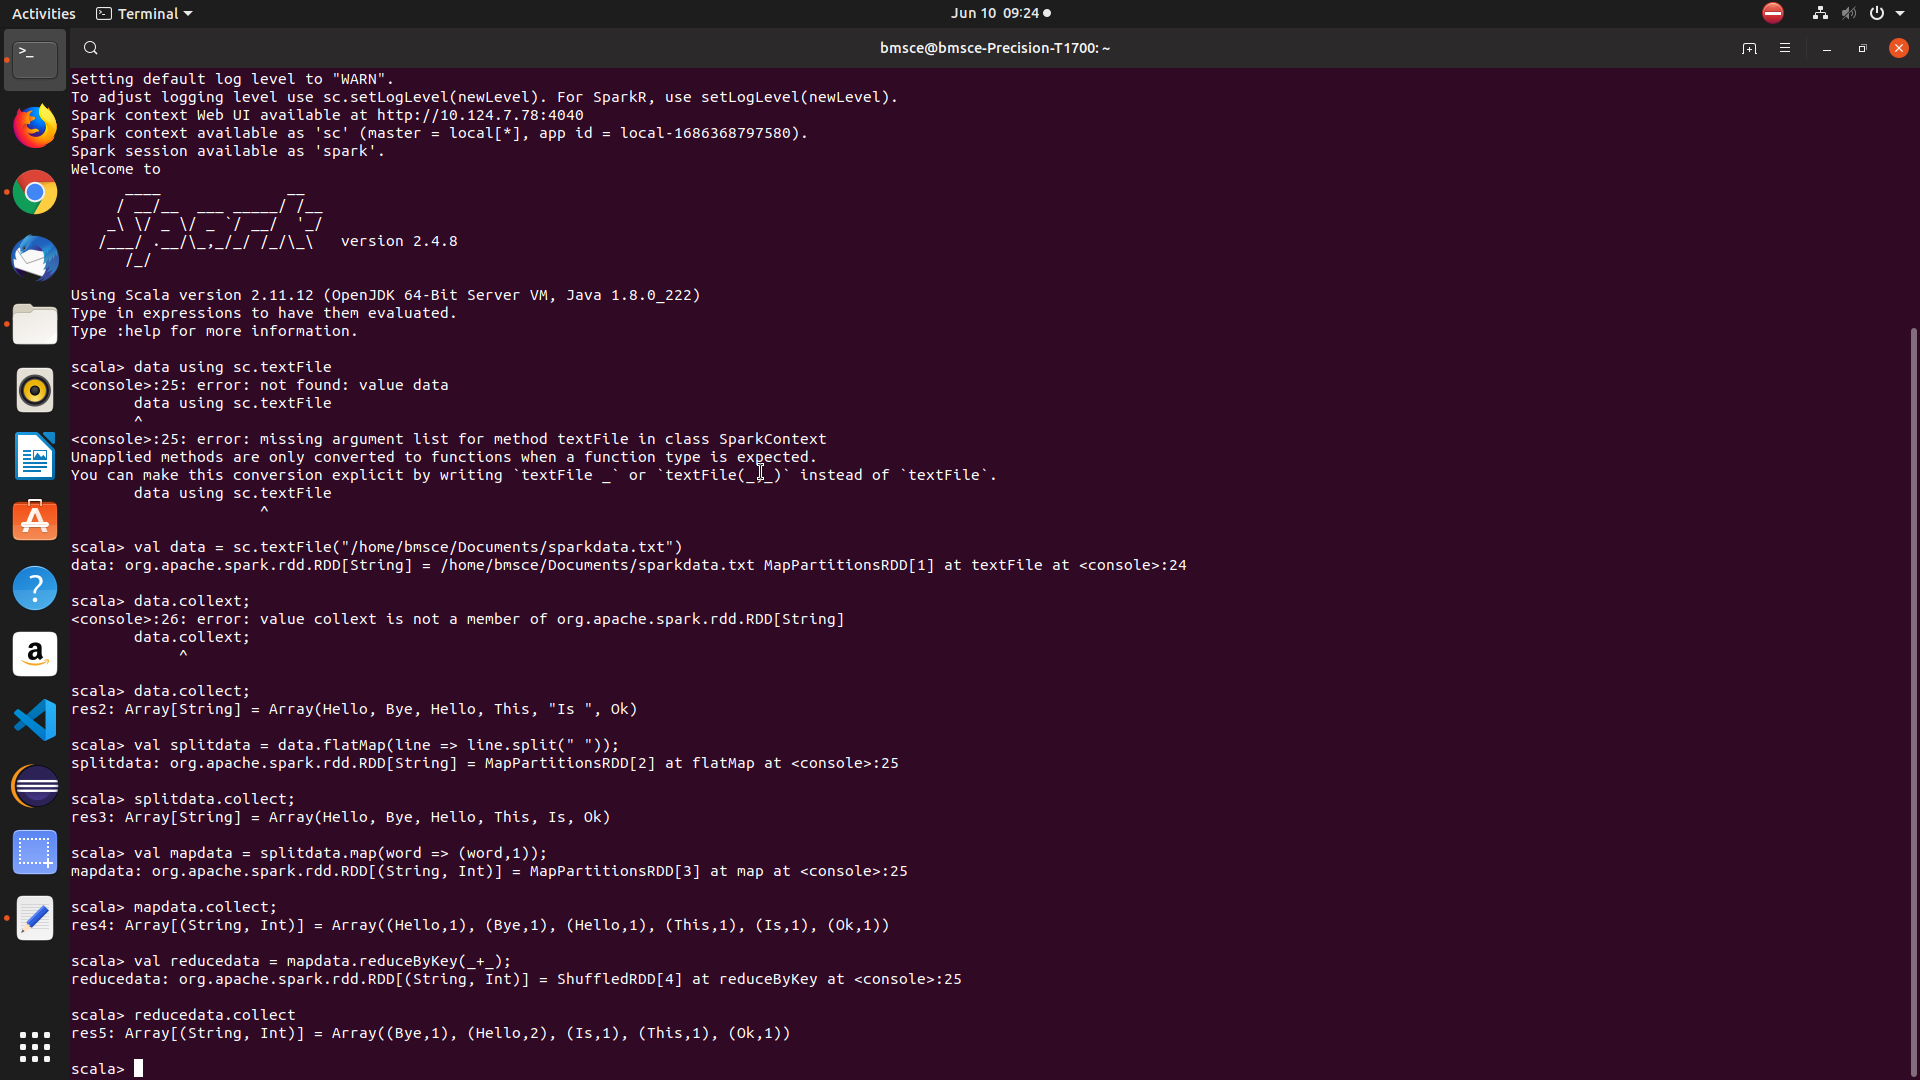 Activities Terminal Jun 10 09:24
bmsce@bmsce-Precision-T1700: ~
Setting default log level to "WARN".
To adjust logging level use sc.setLogLevel(newLevel). For SparkR, use setLogLevel(newLevel).
Spark context Web UI available at http://10.124.7.78:4040
Spark context available as 'sc' (master = local[*], app id = local-1686368797580).
Spark session available as 'spark'.
Welcome to
      ____              __
     / __/__  ___ _____/ /__
    _\ \/ _ \/ _ `/ __/  '_/
   /___/ .__/\_,_/_/ /_/\_\   version 2.4.8
      /_/
Using Scala version 2.11.12 (OpenJDK 64-Bit Server VM, Java 1.8.0_222)
Type in expressions to have them evaluated.
Type :help for more information.
scala> data using sc.textFile
<console>:25: error: not found: value data
       data using sc.textFile
       ^
<console>:25: error: missing argument list for method textFile in class SparkContext
Unapplied methods are only converted to functions when a function type is expected.
You can make this conversion explicit by writing `textFile _` or `textFile(_,_)` instead of `textFile`.
       data using sc.textFile
                     ^
scala> val data = sc.textFile("/home/bmsce/Documents/sparkdata.txt")
data: org.apache.spark.rdd.RDD[String] = /home/bmsce/Documents/sparkdata.txt MapPartitionsRDD[1] at textFile at <console>:24
scala> data.collext;
<console>:26: error: value collext is not a member of org.apache.spark.rdd.RDD[String]
       data.collext;
            ^
scala> data.collect;
res2: Array[String] = Array(Hello, Bye, Hello, This, "Is ", Ok)
scala> val splitdata = data.flatMap(line => line.split(" "));
splitdata: org.apache.spark.rdd.RDD[String] = MapPartitionsRDD[2] at flatMap at <console>:25
scala> splitdata.collect;
res3: Array[String] = Array(Hello, Bye, Hello, This, Is, Ok)
scala> val mapdata = splitdata.map(word => (word,1));
mapdata: org.apache.spark.rdd.RDD[(String, Int)] = MapPartitionsRDD[3] at map at <console>:25
scala> mapdata.collect;
res4: Array[(String, Int)] = Array((Hello,1), (Bye,1), (Hello,1), (This,1), (Is,1), (Ok,1))
scala> val reducedata = mapdata.reduceByKey(_+_);
reducedata: org.apache.spark.rdd.RDD[(String, Int)] = ShuffledRDD[4] at reduceByKey at <console>:25
scala> reducedata.collect
res5: Array[(String, Int)] = Array((Bye,1), (Hello,2), (Is,1), (This,1), (Ok,1))
scala>